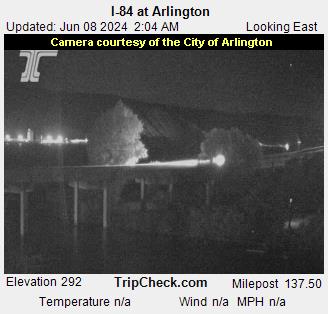 I-84 at Arlington
Updated: Jun 08 2024 2:04 AM Looking East
Camera courtesy of the City of Arlington
Elevation 292 TripCheck.com Milepost 137.50
Temperature n/a Wind n/a MPH n/a